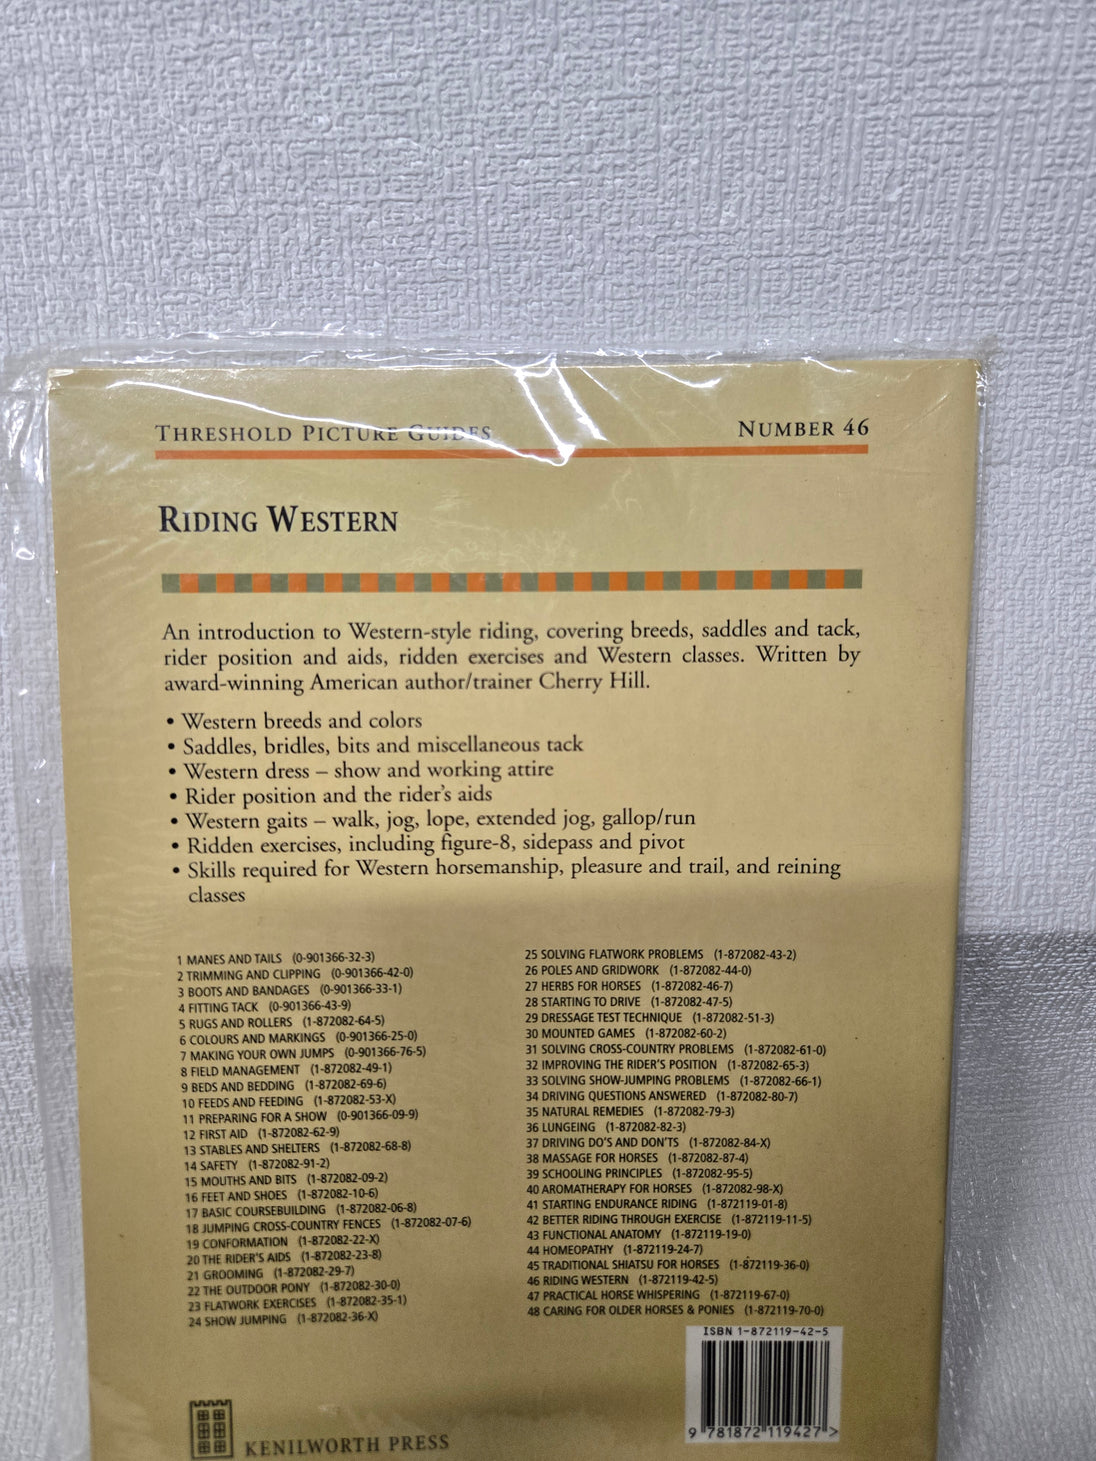 THRESHOLD PICTURE GUIDES
NUMBER 46
RIDING WESTERN
An introduction to Western-style riding, covering breeds, saddles and tack,
rider position and aids, ridden exercises and Western classes. Written by
award-winning American author/trainer Cherry Hill.
• Western breeds and colors
• Saddles, bridles, bits and miscellaneous tack
• Western dress – show and working attire
• Rider position and the rider's aids
• Western gaits – walk, jog, lope, extended jog, gallop/run
• Ridden exercises, including figure-8, sidepass and pivot
• Skills required for Western horsemanship, pleasure and trail, and reining
classes
1 MANES AND TAILS (0-901366-32-3)
2 TRIMMING AND CLIPPING (0-901366-42-0)
3 BOOTS AND BANDAGES (0-901366-33-1)
4 FITTING TACK (0-901366-43-9)
5 RUGS AND ROLLERS (1-872082-64-5)
6 COLOURS AND MARKINGS (0-901366-25-0)
7 MAKING YOUR OWN JUMPS (0-901366-76-5)
8 FIELD MANAGEMENT (1-872082-49-1)
9 BEDS AND BEDDING (1-872082-69-6)
10 FEEDS AND FEEDING (1-872082-53-X)
11 PREPARING FOR A SHOW (0-901366-09-9)
12 FIRST AID (1-872082-62-9)
13 STABLES AND SHELTERS (1-872082-68-8)
14 SAFETY (1-872082-91-2)
15 MOUTHS AND BITS (1-872082-09-2)
16 FEET AND SHOES (1-872082-10-6)
17 BASIC COURSEBUILDING (1-872082-06-8)
18 JUMPING CROSS-COUNTRY FENCES (1-872082-07-6)
19 CONFORMATION (1-872082-22-X)
20 THE RIDER'S AIDS (1-872082-23-8)
21 GROOMING (1-872082-29-7)
22 THE OUTDOOR PONY (1-872082-30-0)
23 FLATWORK EXERCISES (1-872082-35-1)
24 SHOW JUMPING (1-872082-36-X)
25 SOLVING FLATWORK PROBLEMS (1-872082-43-2)
26 POLES AND GRIDWORK (1-872082-44-0)
27 HERBS FOR HORSES (1-872082-46-7)
28 STARTING TO DRIVE (1-872082-47-5)
29 DRESSAGE TEST TECHNIQUE (1-872082-51-3)
30 MOUNTED GAMES (1-872082-60-2)
31 SOLVING CROSS-COUNTRY PROBLEMS (1-872082-61-0)
32 IMPROVING THE RIDER'S POSITION (1-872082-65-3)
33 SOLVING SHOW-JUMPING PROBLEMS (1-872082-66-1)
34 DRIVING QUESTIONS ANSWERED (1-872082-80-7)
35 NATURAL REMEDIES (1-872082-79-3)
36 LUNGEING (1-872082-82-3)
37 DRIVING DO'S AND DON'TS (1-872082-84-X)
38 MASSAGE FOR HORSES (1-872082-87-4)
39 SCHOOLING PRINCIPLES (1-872082-95-5)
40 AROMATHERAPY FOR HORSES (1-872082-98-X)
41 STARTING ENDURANCE RIDING (1-872119-01-8)
42 BETTER RIDING THROUGH EXERCISE (1-872119-11-5)
43 FUNCTIONAL ANATOMY (1-872119-19-0)
44 HOMEOPATHY (1-872119-24-7)
45 TRADITIONAL SHIATSU FOR HORSES (1-872119-36-0)
46 RIDING WESTERN (1-872119-42-5)
47 PRACTICAL HORSE WHISPERING (1-872119-67-0)
48 CARING FOR OLDER HORSES & PONIES (1-872119-70-0)
ISBN 1-872119-42-5
9 781872 119427 >
KENILWORTH PRESS